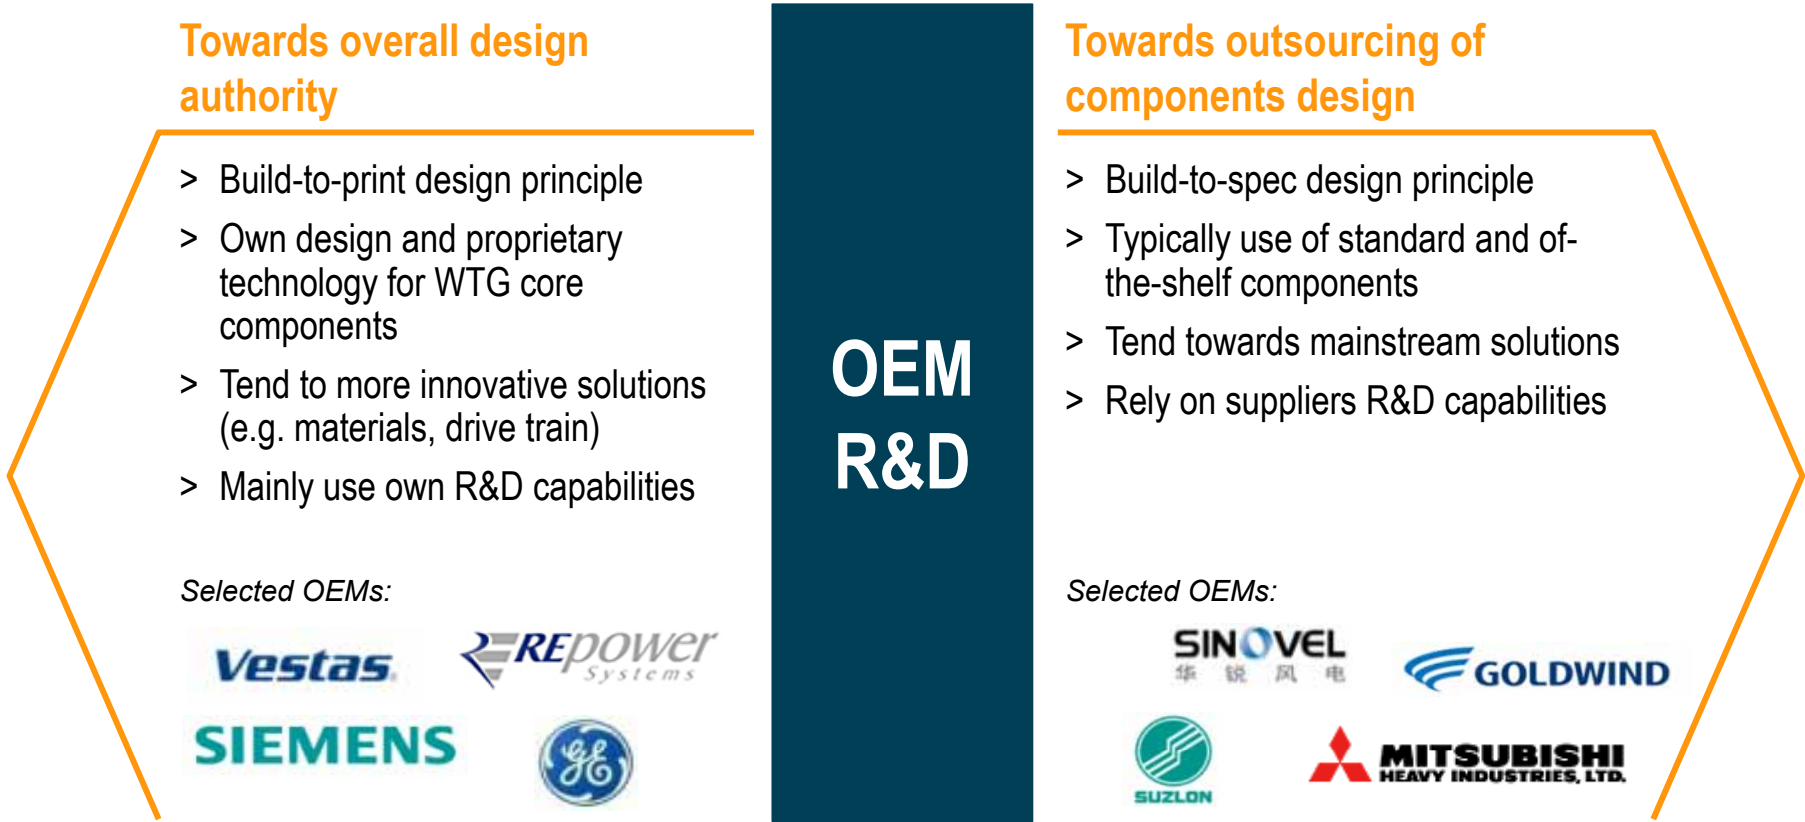 Towards overall design
authority
> Build-to-print design principle
> Own design and proprietary
technology for WTG core
components
> Tend to more innovative solutions
(e.g. materials, drive train)
> Mainly use own R&D capabilities
Selected OEMs:
Vestas
REpower
Systems
SIEMENS
GE
OEM
R&D
Towards outsourcing of
components design
> Build-to-spec design principle
> Typically use of standard and of-
the-shelf components
> Tend towards mainstream solutions
> Rely on suppliers R&D capabilities
Selected OEMs:
SINOVEL
华锐风电
GOLDWIND
SUZLON
MITSUBISHI
HEAVY INDUSTRIES, LTD.